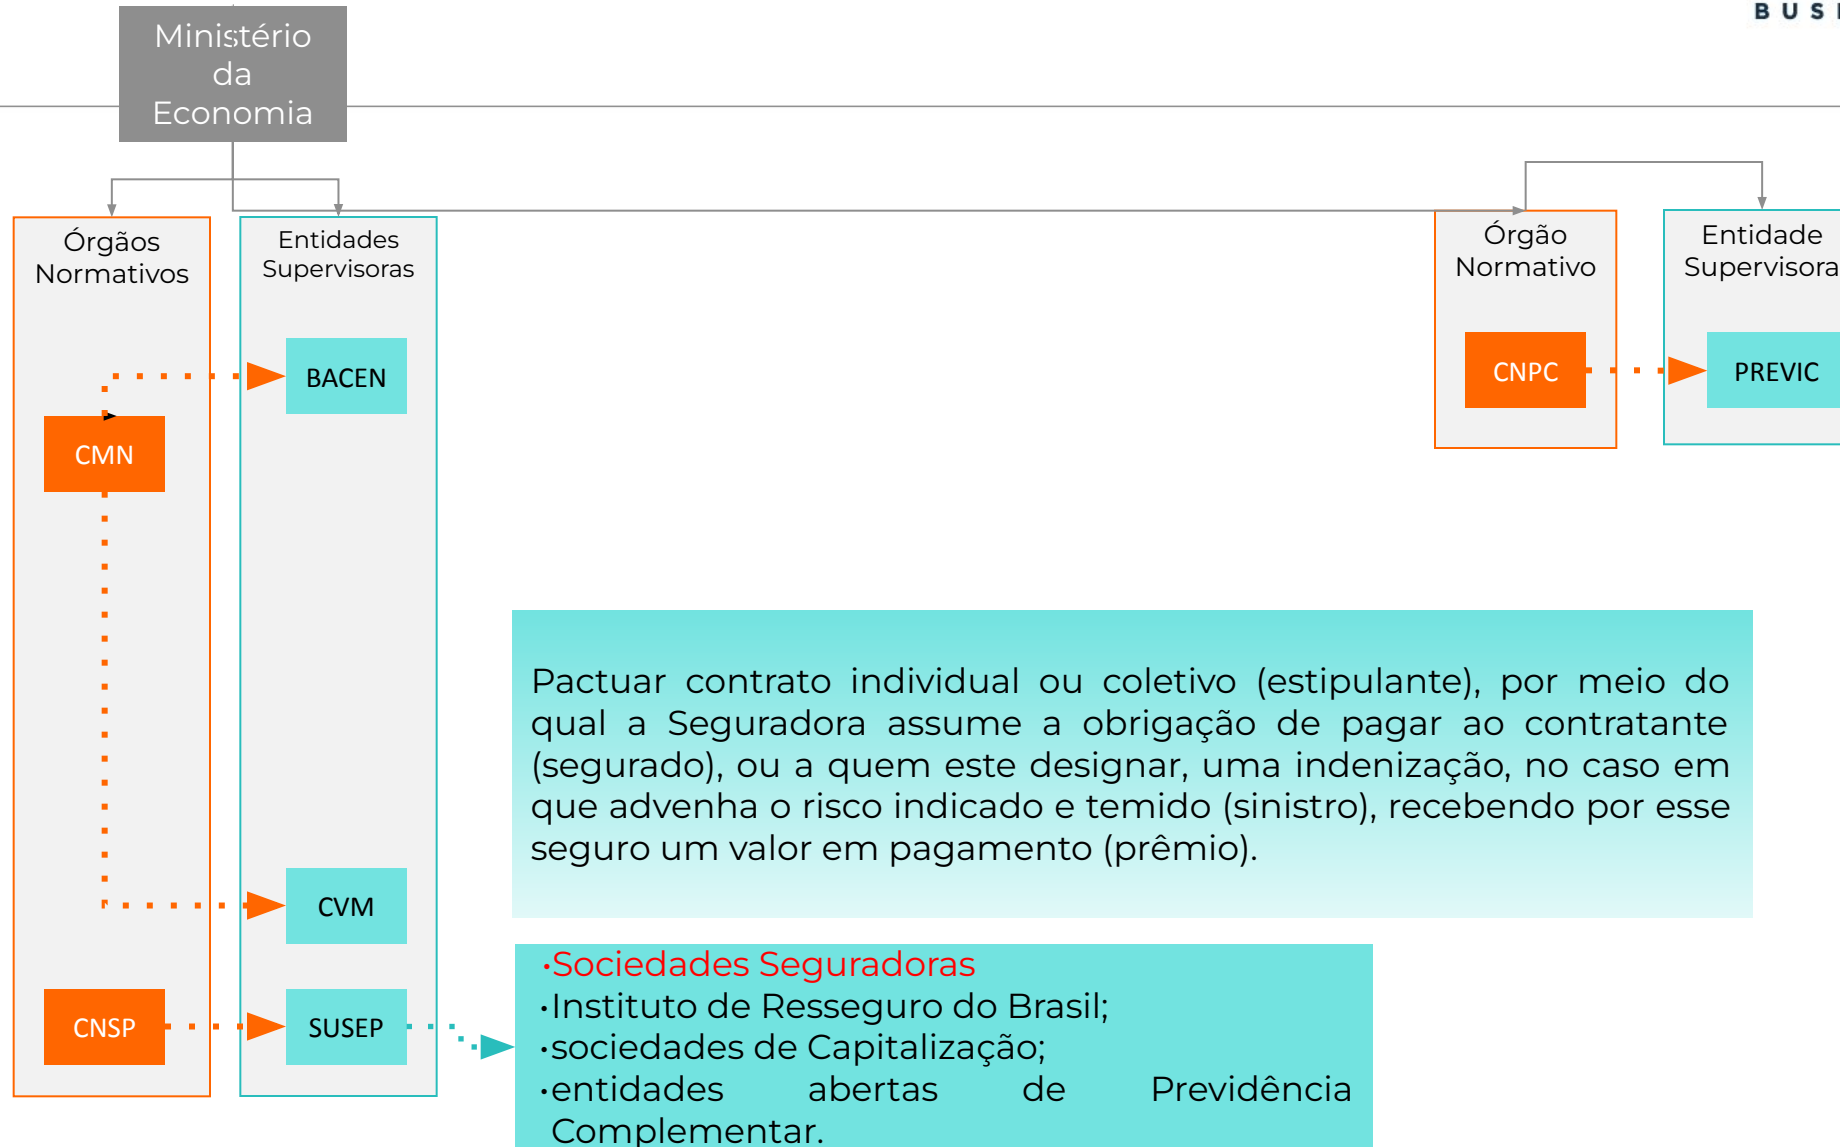 BUS
Ministério
da
Economia
Órgãos
Normativos
Entidades
Supervisoras
Órgão
Normativo
Entidade
Supervisora
BACEN
CMN
CNPC
PREVIC
Pactuar contrato individual ou coletivo (estipulante), por meio do
qual a Seguradora assume a obrigação de pagar ao contratante
(segurado), ou a quem este designar, uma indenização, no caso em
que advenha o risco indicado e temido (sinistro), recebendo por esse
seguro um valor em pagamento (prêmio).
CVM
CNSP
SUSEP
•Sociedades Seguradoras
•Instituto de Resseguro do Brasil;
•sociedades de Capitalização;
•entidades abertas de Previdência
Complementar.